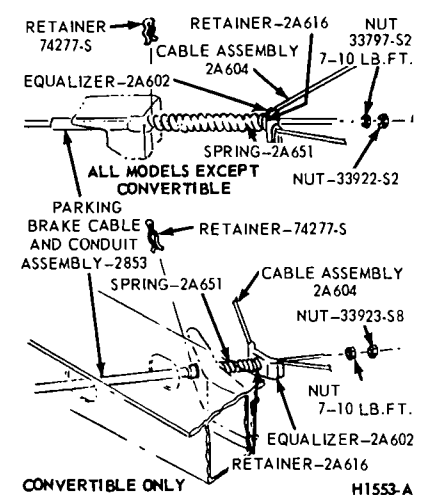 RETAINER
74277-S
RETAINER-2A616
NUT
33797-S2
7-10 LB.FT.
CABLE ASSEMBLY
2A604
EQUALIZER-2A602
SPRING-2A651
NUT-33922-S2
ALL MODELS EXCEPT
CONVERTIBLE
PARKING
BRAKE CABLE
AND CONDUIT
ASSEMBLY-2853
RETAINER-74277-S
SPRING-2A651
CABLE ASSEMBLY
2A604
NUT-33923-S8
NUT
7-10 LB.FT.
EQUALIZER-2A602
RETAINER-2A616
CONVERTIBLE ONLY
H1553-A